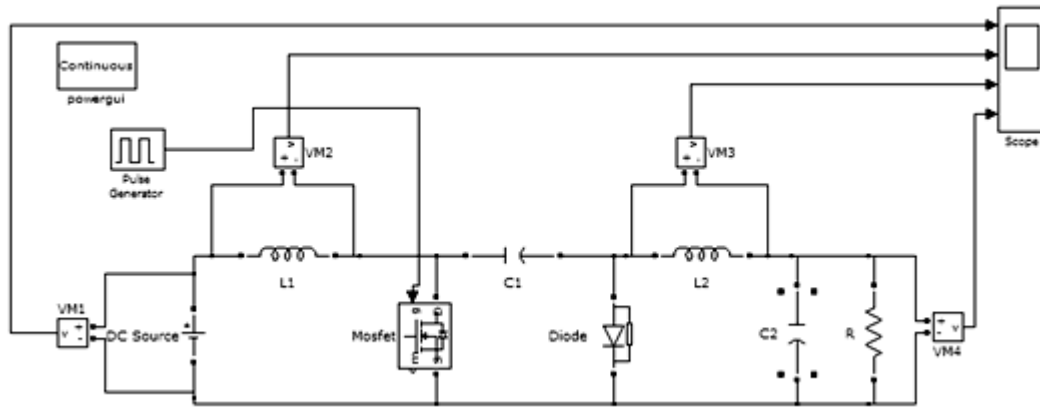 Continuous
powergui
Scope
Pulse
Generator
v
+ -
VM2
v
+ -
VM3
L1
C1
L2
VM1
v
+
-
DC Source
+
g
D
Mosfet
m
S
Diode
C2
R
+
-
v
VM4